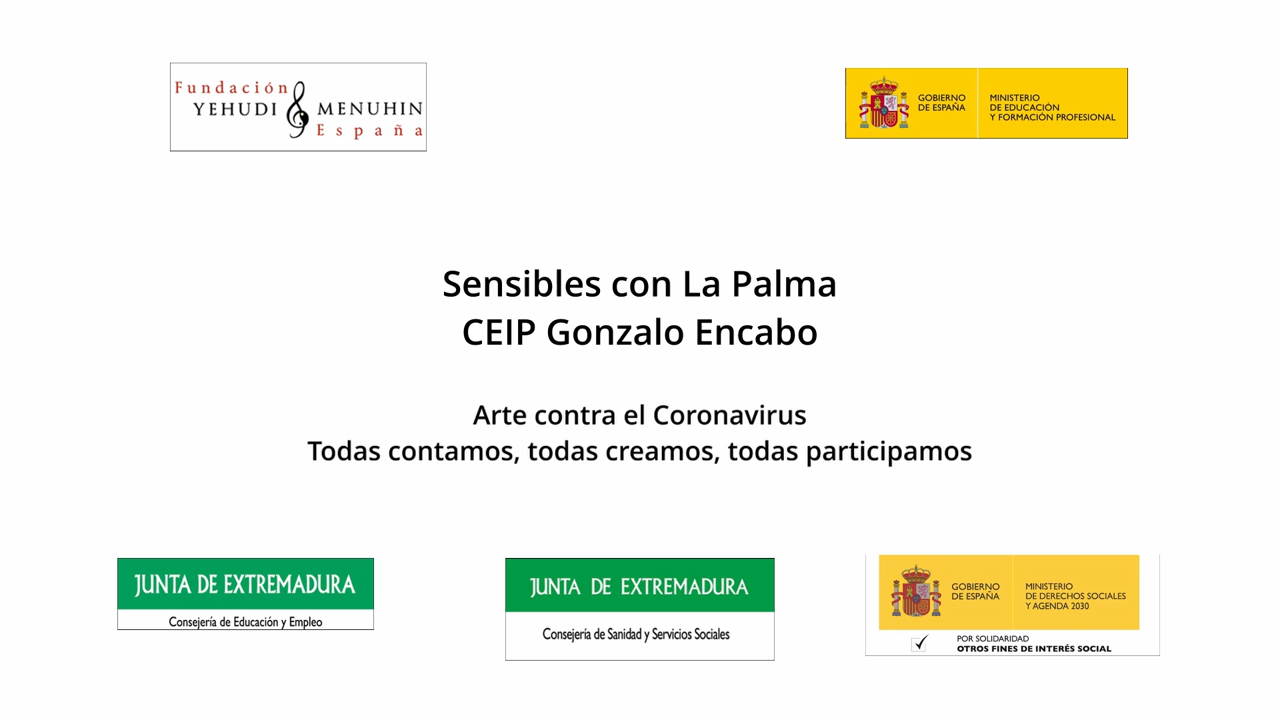 Fundación
YEHUDI MENUHIN
España
GOBIERNO
DE ESPAÑA
MINISTERIO
DE EDUCACIÓN
Y FORMACIÓN PROFESIONAL
Sensibles con La Palma
CEIP Gonzalo Encabo
Arte contra el Coronavirus
Todas contamos, todas creamos, todas participamos
JUNTA DE EXTREMADURA
Consejería de Educación y Empleo
JUNTA DE EXTREMADURA
Consejería de Sanidad y Servicios Sociales
GOBIERNO
DE ESPAÑA
MINISTERIO
DE DERECHOS SOCIALES
Y AGENDA 2030
POR SOLIDARIDAD
OTROS FINES DE INTERÉS SOCIAL